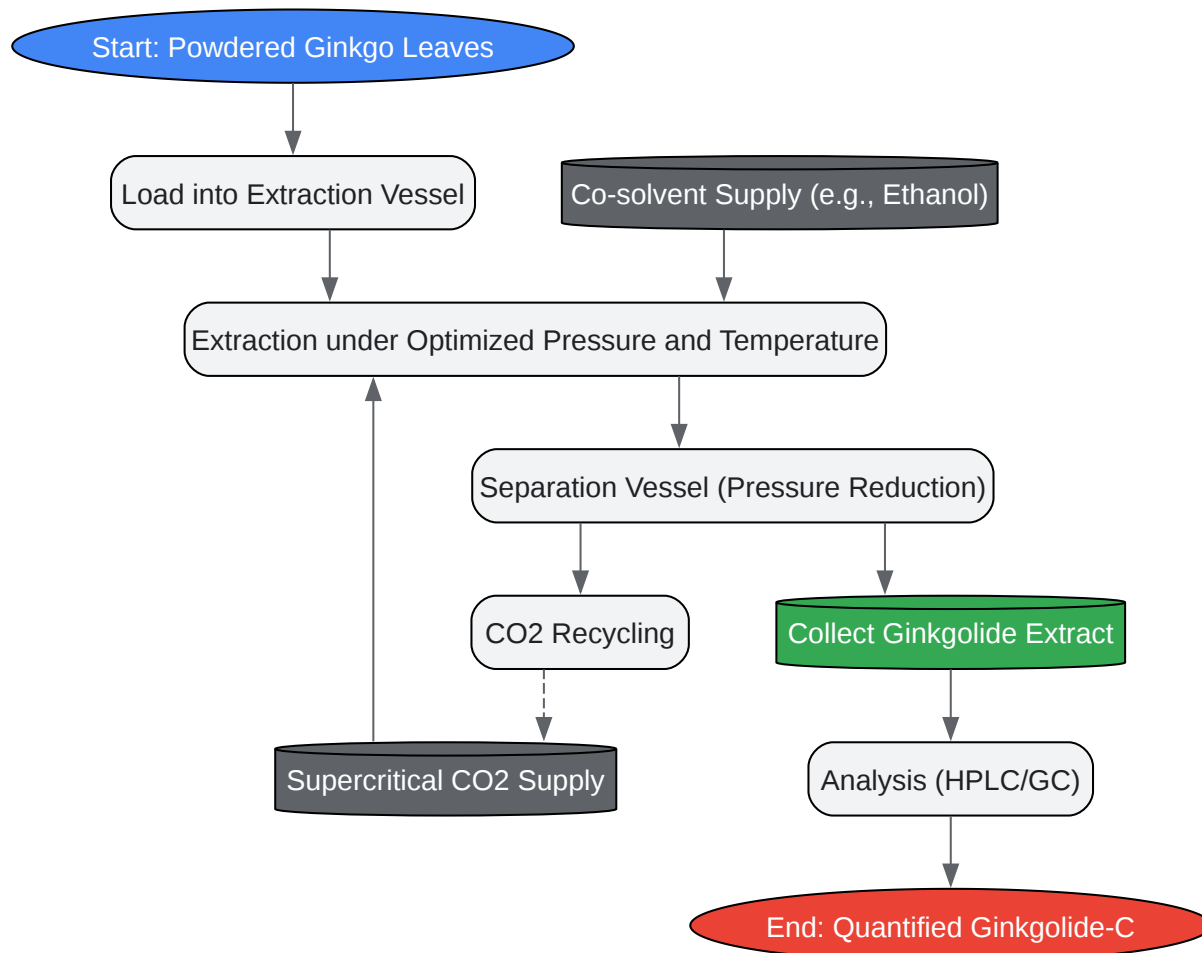 Start: Powdered Ginkgo Leaves
Load into Extraction Vessel
Co-solvent Supply (e.g., Ethanol)
Extraction under Optimized Pressure and Temperature
Separation Vessel (Pressure Reduction)
CO2 Recycling
Collect Ginkgolide Extract
Supercritical CO2 Supply
Analysis (HPLC/GC)
End: Quantified Ginkgolide-C